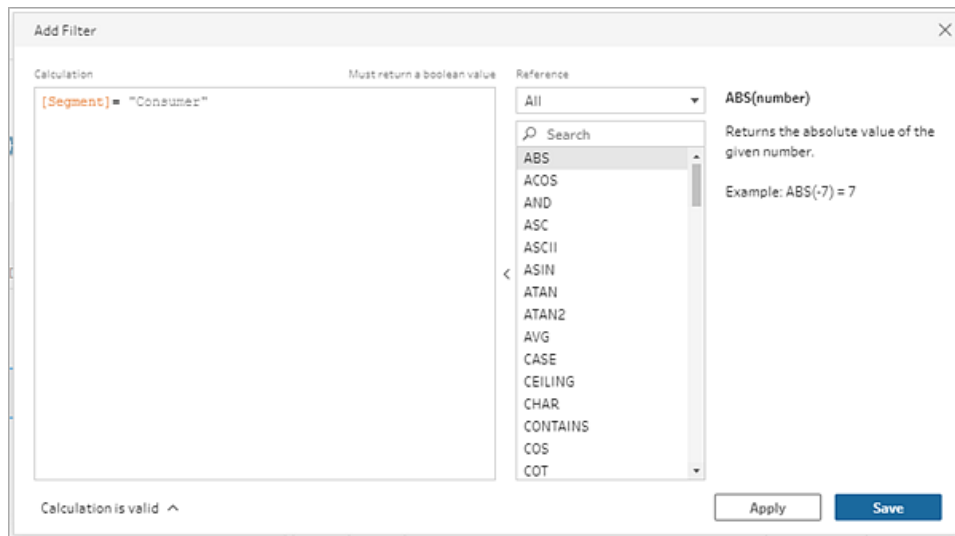 Add Filter
Calculation
Must return a boolean value
[Segment]= "Consumer"
Calculation is valid
Reference
All
Search
ABS
ACOS
AND
ASC
ASCII
ASIN
ATAN
ATAN2
AVG
CASE
CEILING
CHAR
CONTAINS
COS
COT
ABS(number)
Returns the absolute value of the
given number.
Example: ABS(-7) = 7
Apply
Save